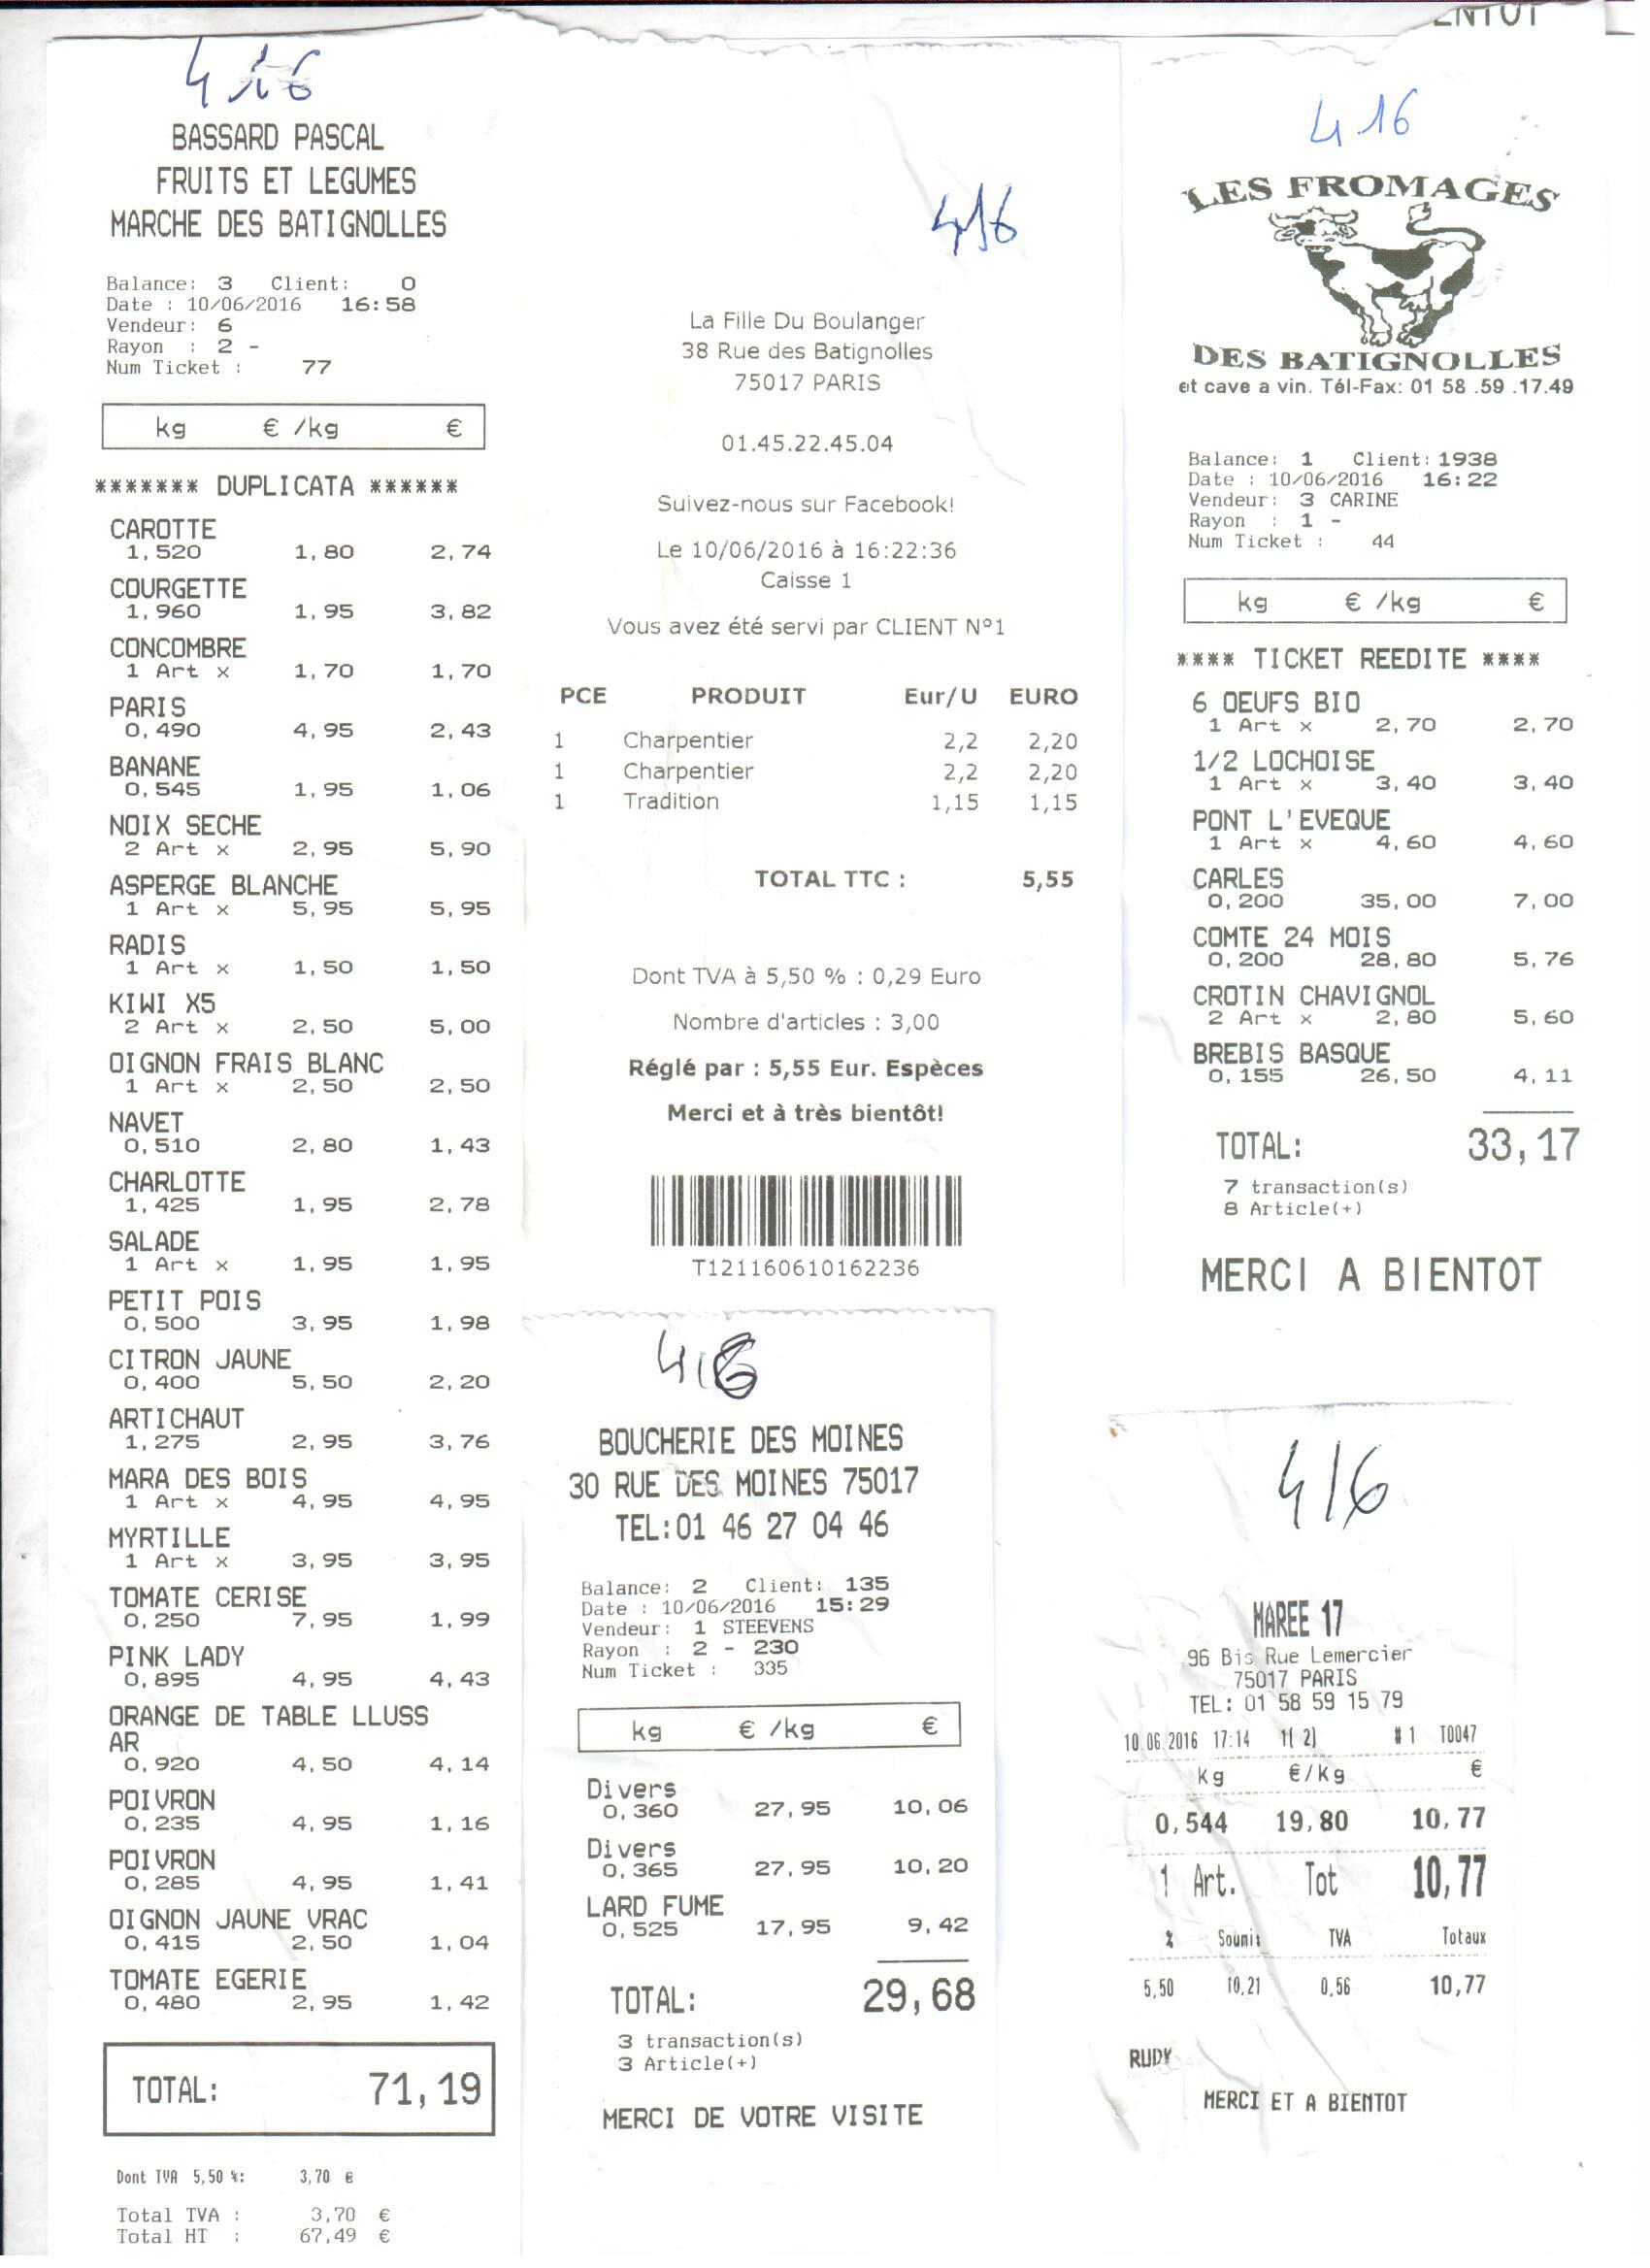 ENTOT
416
BASSARD PASCAL
FRUITS ET LEGUMES
MARCHE DES BATIGNOLLES
Balance: 3 Client: 0
Date : 10/06/2016 16:58
Vendeur: 6
Rayon : 2 -
Num Ticket : 77
kg € /kg €
******* DUPLICATA ******
CAROTTE
1,520 1,80 2,74
COURGETTE
1,960 1,95 3,82
CONCOMBRE
1 Art x 1,70 1,70
PARIS
0,490 4,95 2,43
BANANE
0,545 1,95 1,06
NOIX SECHE
2 Art x 2,95 5,90
ASPERGE BLANCHE
1 Art x 5,95 5,95
RADIS
1 Art x 1,50 1,50
KIWI X5
2 Art x 2,50 5,00
OIGNON FRAIS BLANC
1 Art x 2,50 2,50
NAVET
0,510 2,80 1,43
CHARLOTTE
1,425 1,95 2,78
SALADE
1 Art x 1,95 1,95
PETIT POIS
0,500 3,95 1,98
CITRON JAUNE
0,400 5,50 2,20
ARTICHAUT
1,275 2,95 3,76
MARA DES BOIS
1 Art x 4,95 4,95
MYRTILLE
1 Art x 3,95 3,95
TOMATE CERISE
0,250 7,95 1,99
PINK LADY
0,895 4,95 4,43
ORANGE DE TABLE LLUSS
AR
0,920 4,50 4,14
POIVRON
0,235 4,95 1,16
POIVRON
0,285 4,95 1,41
OIGNON JAUNE VRAC
0,415 2,50 1,04
TOMATE EGERIE
0,480 2,95 1,42
TOTAL: 71,19
Dont TVA 5,50 %: 3,70 €
Total TVA : 3,70 €
Total HT : 67,49 €
416
La Fille Du Boulanger
38 Rue des Batignolles
75017 PARIS
01.45.22.45.04
Suivez-nous sur Facebook!
Le 10/06/2016 à 16:22:36
Caisse 1
Vous avez été servi par CLIENT N°1
PCE PRODUIT Eur/U EURO
1 Charpentier 2,2 2,20
1 Charpentier 2,2 2,20
1 Tradition 1,15 1,15
TOTAL TTC : 5,55
Dont TVA à 5,50 % : 0,29 Euro
Nombre d'articles : 3,00
Réglé par : 5,55 Eur. Espèces
Merci et à très bientôt!
T121160610162236
416
BOUCHERIE DES MOINES
30 RUE DES MOINES 75017
TEL:01 46 27 04 46
Balance: 2 Client: 135
Date : 10/06/2016 15:29
Vendeur: 1 STEEVENS
Rayon : 2 - 230
Num Ticket : 335
kg € /kg €
Divers
0,360 27,95 10,06
Divers
0,365 27,95 10,20
LARD FUME
0,525 17,95 9,42
TOTAL: 29,68
3 transaction(s)
3 Article(+)
MERCI DE VOTRE VISITE
416
LES FROMAGES
DES BATIGNOLLES
et cave a vin. Tél-Fax: 01 58 .59 .17.49
Balance: 1 Client: 1938
Date : 10/06/2016 16:22
Vendeur: 3 CARINE
Rayon : 1 -
Num Ticket : 44
kg € /kg €
**** TICKET REEDITE ****
6 OEUFS BIO
1 Art x 2,70 2,70
1/2 LOCHOISE
1 Art x 3,40 3,40
PONT L'EVEQUE
1 Art x 4,60 4,60
CARLES
0,200 35,00 7,00
COMTE 24 MOIS
0,200 28,80 5,76
CROTIN CHAVIGNOL
2 Art x 2,80 5,60
BREBIS BASQUE
0,155 26,50 4,11
TOTAL: 33,17
7 transaction(s)
8 Article(+)
MERCI A BIENTOT
416
MAREE 17
96 Bis Rue Lemercier
75017 PARIS
TEL: 01 58 59 15 79
10.06.2016 17:14 1( 2) #1 T0047
kg €/kg €
0,544 19,80 10,77
1 Art. Tot 10,77
% Soumis TVA Totaux
5,50 10,21 0,56 10,77
RUDY
MERCI ET A BIENTOT